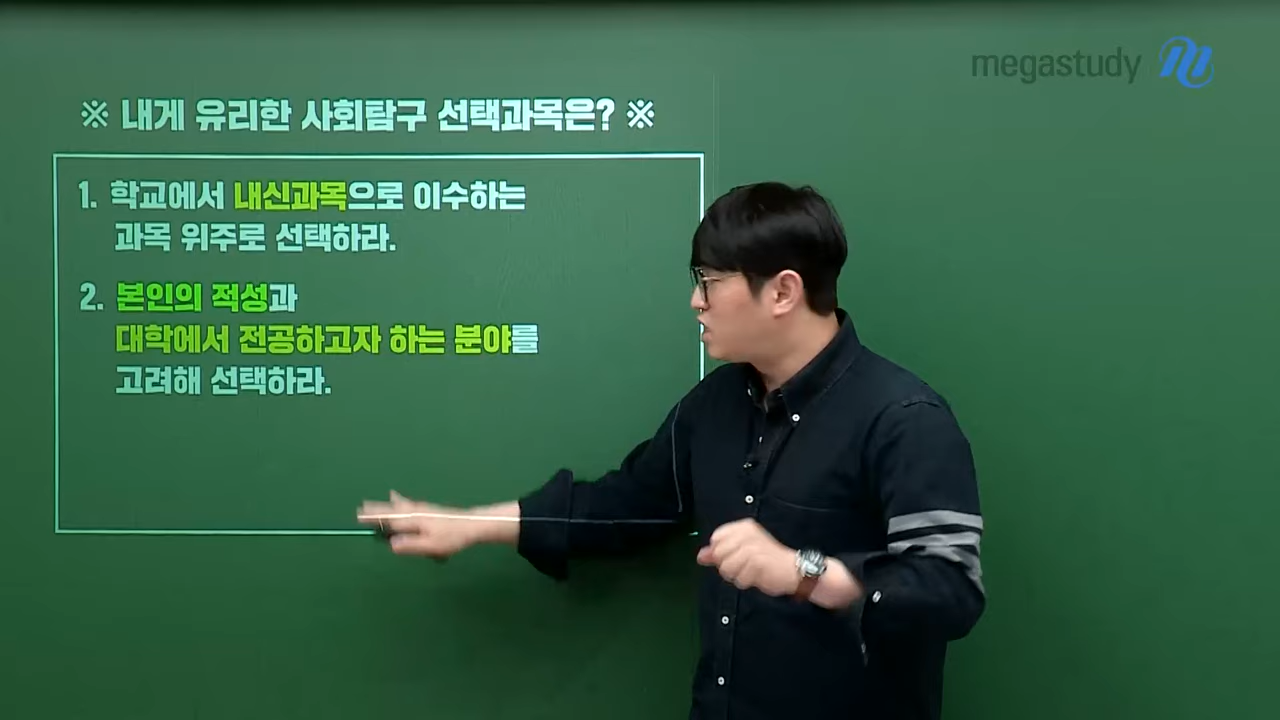 megastudy
※ 내게 유리한 사회탐구 선택과목은? ※
1. 학교에서 내신과목으로 이수하는
과목 위주로 선택하라.
2. 본인의 적성과
대학에서 전공하고자 하는 분야를
고려해 선택하라.